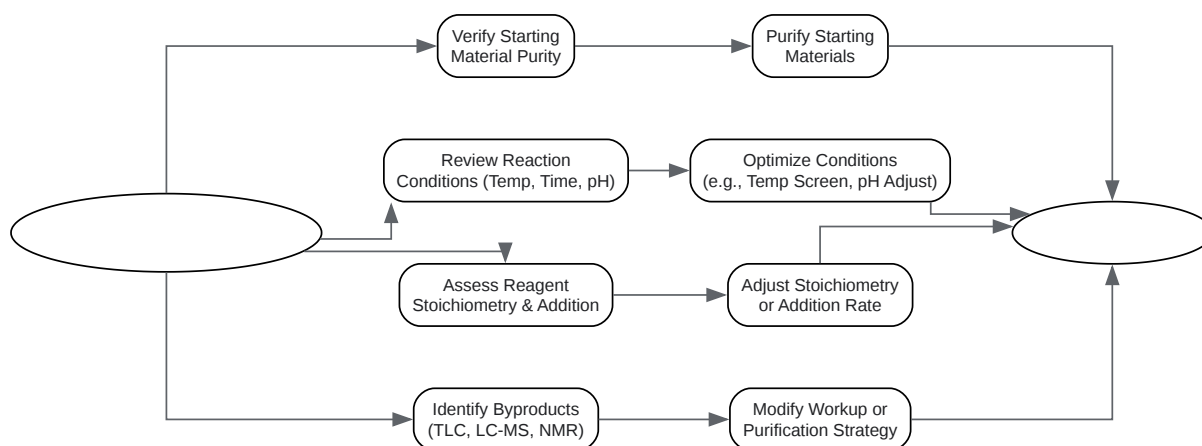 Verify Starting
Material Purity
Purify Starting
Materials
Review Reaction
Conditions (Temp, Time, pH)
Optimize Conditions
(e.g., Temp Screen, pH Adjust)
Assess Reagent
Stoichiometry & Addition
Adjust Stoichiometry
or Addition Rate
Identify Byproducts
(TLC, LC-MS, NMR)
Modify Workup or
Purification Strategy